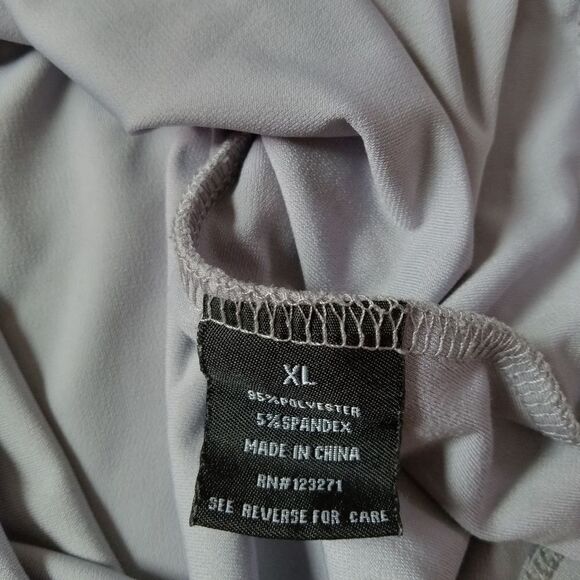 XL
95%POLYESTER
5%SPANDEX
MADE IN CHINA
RN#123271
SEE REVERSE FOR CARE